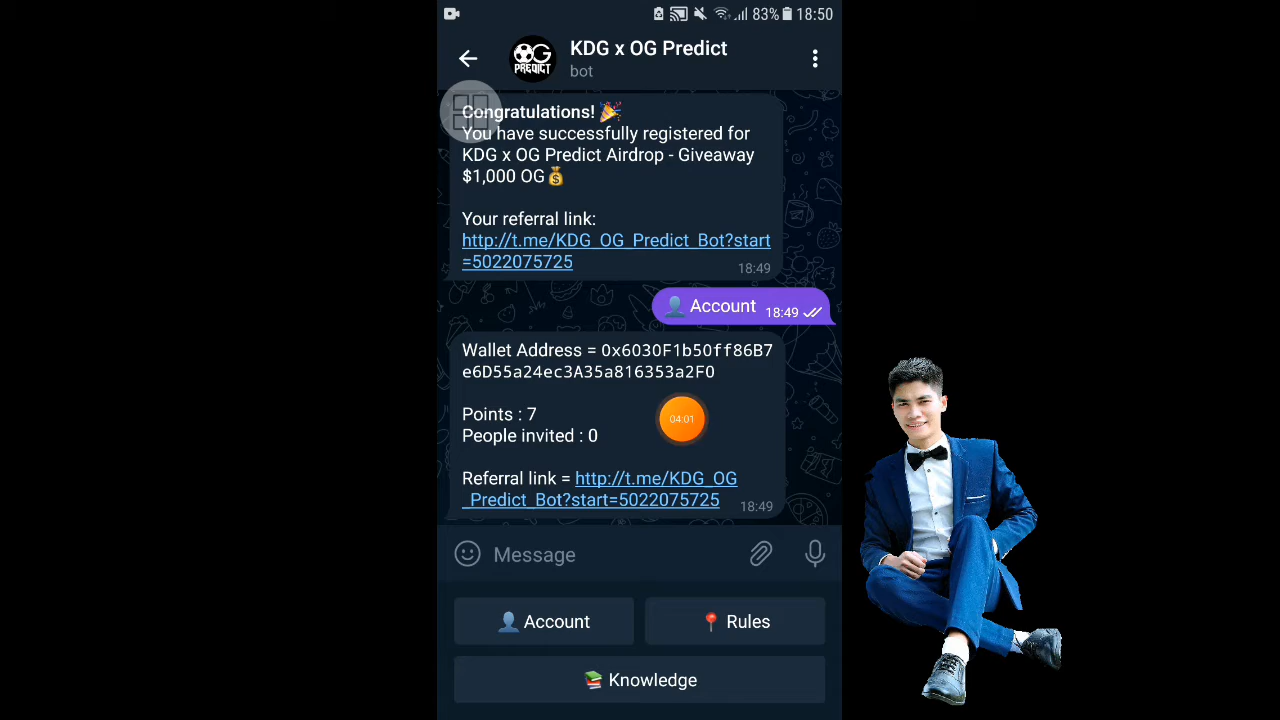 83% 18:50
OG
PREDICT
KDG x OG Predict
bot
Congratulations! 🎉
You have successfully registered for
KDG x OG Predict Airdrop - Giveaway
$1,000 OG💰
Your referral link:
http://t.me/KDG_OG_Predict_Bot?start
=5022075725
18:49
👤 Account 18:49
Wallet Address = 0x6030F1b50ff86B7
e6D55a24ec3A35a816353a2F0
Points : 7
04:01
People invited : 0
Referral link = http://t.me/KDG_OG
_Predict_Bot?start=5022075725
18:49
Message
👤 Account
📍 Rules
📚 Knowledge